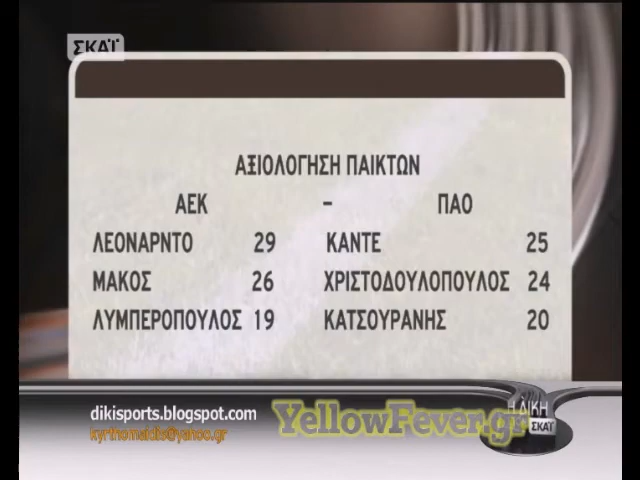 ΣΚΑΪ
ΑΞΙΟΛΟΓΗΣΗ ΠΑΙΚΤΩΝ
ΑΕΚ - ΠΑΟ
ΛΕΟΝΑΡΝΤΟ 29 ΚΑΝΤΕ 25
ΜΑΚΟΣ 26 ΧΡΙΣΤΟΔΟΥΛΟΠΟΥΛΟΣ 24
ΛΥΜΠΕΡΟΠΟΥΛΟΣ 19 ΚΑΤΣΟΥΡΑΝΗΣ 20
dikisports.blogspot.com
YellowFever.gr
Η ΔΙΚΗ
ΣΚΑΪ
kyrthomaidis@yahoo.gr